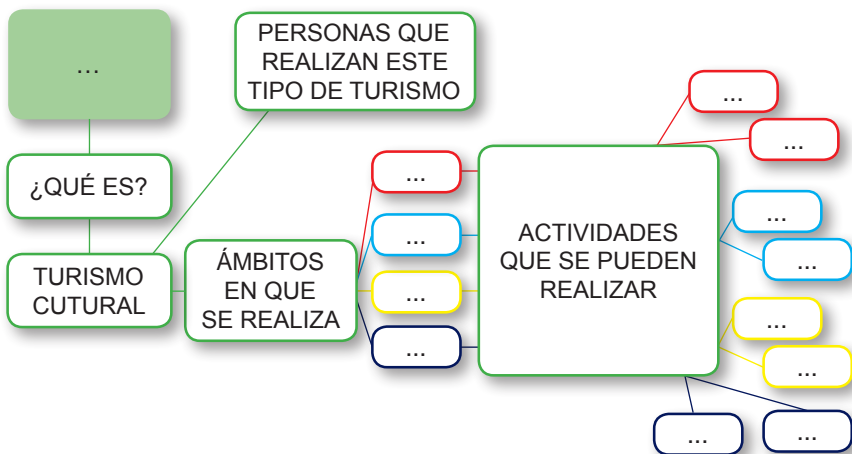 ...
PERSONAS QUE
REALIZAN ESTE
TIPO DE TURISMO
¿QUÉ ES?
TURISMO
CUTURAL
ÁMBITOS
EN QUE
SE REALIZA
...
...
...
...
ACTIVIDADES
QUE SE PUEDEN
REALIZAR
...
...
...
...
...
...
...
...